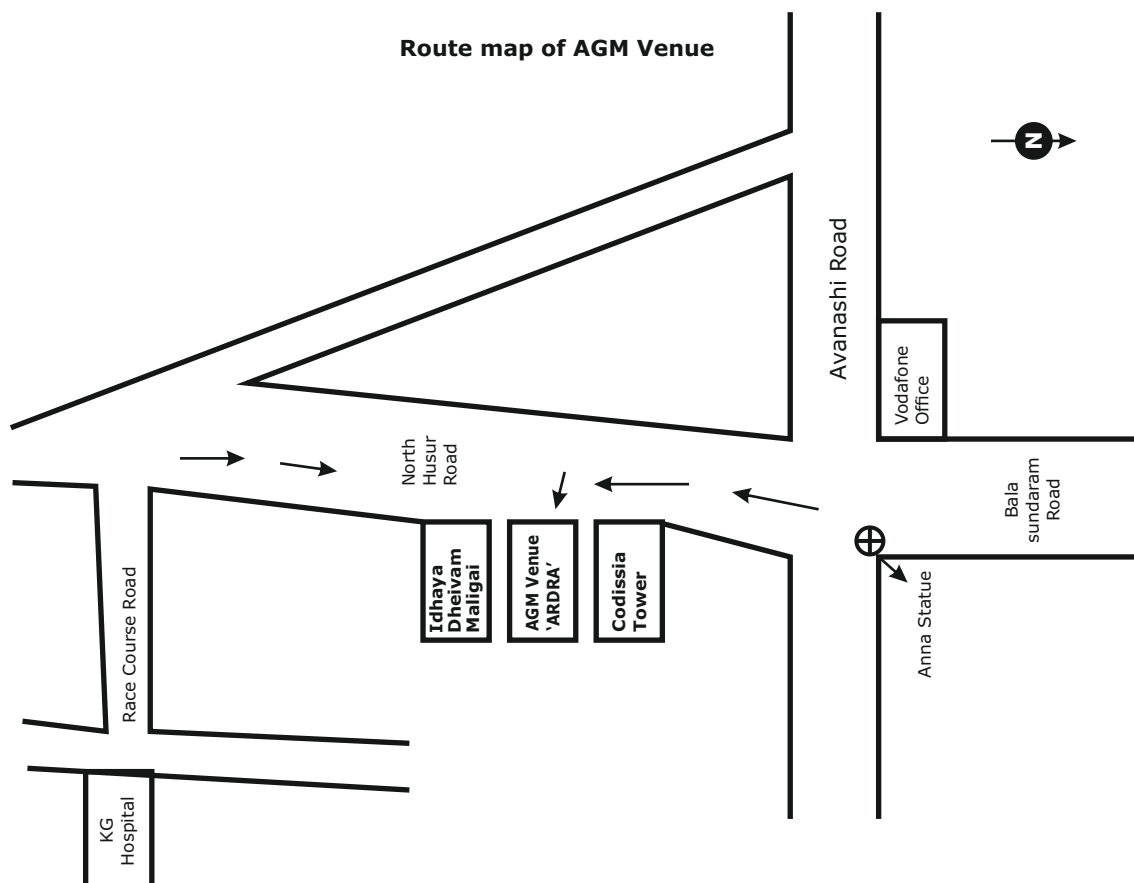 Route map of AGM Venue
N
Avanashi Road
Vodafone
Office
North
Husur
Road
Bala
sundaram
Road
Idhaya
Dheivam
Maligai
AGM Venue
‘ARDRA’
Codissia
Tower
Anna Statue
Race Course Road
KG
Hospital